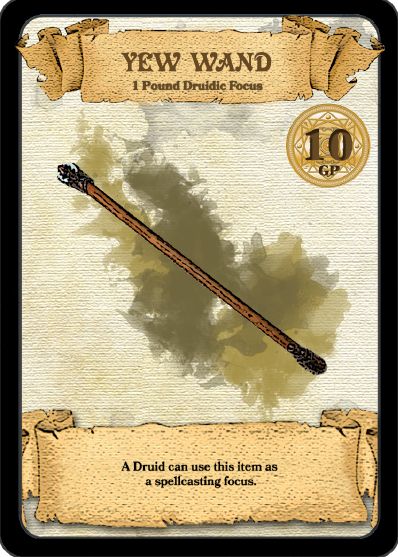 YEW WAND
1 Pound Druidic Focus
10
GP
A Druid can use this item as
a spellcasting focus.